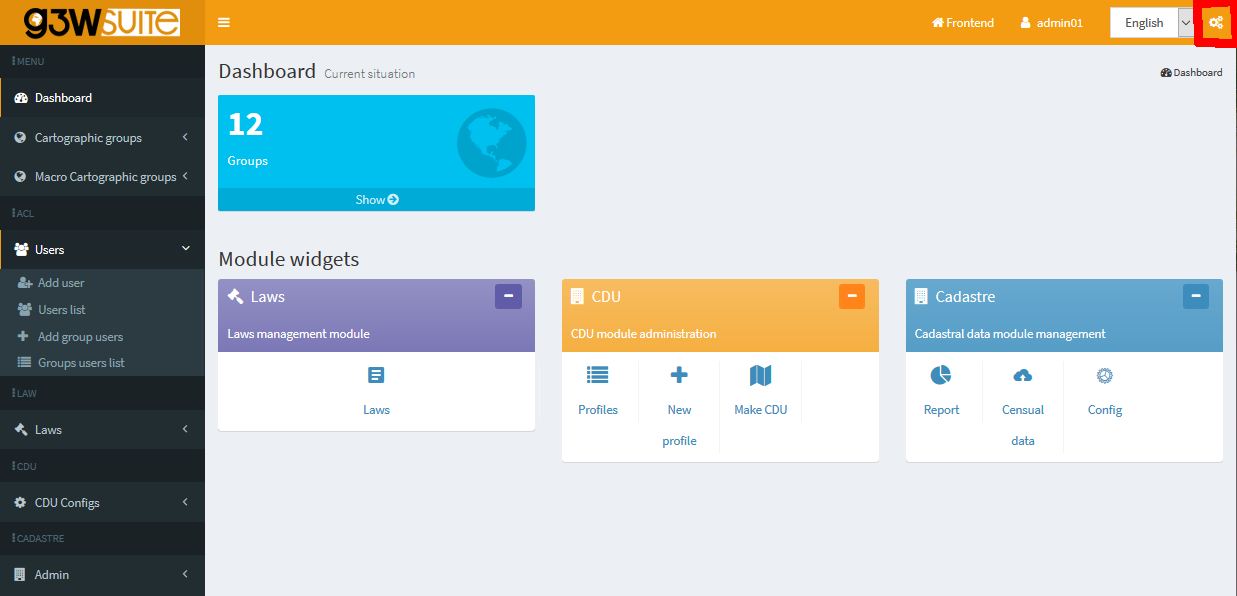 g3wSUITE
Frontend
admin01
English
MENU
Dashboard
Cartographic groups
Macro Cartographic groups
ACL
Users
Add user
Users list
Add group users
Groups users list
LAW
Laws
CDU
CDU Configs
CADASTRE
Admin
Dashboard Current situation
Dashboard
12
Groups
Show
Module widgets
Laws
Laws management module
Laws
CDU
CDU module administration
Profiles
New
profile
Make CDU
Cadastre
Cadastral data module management
Report
Censual
data
Config